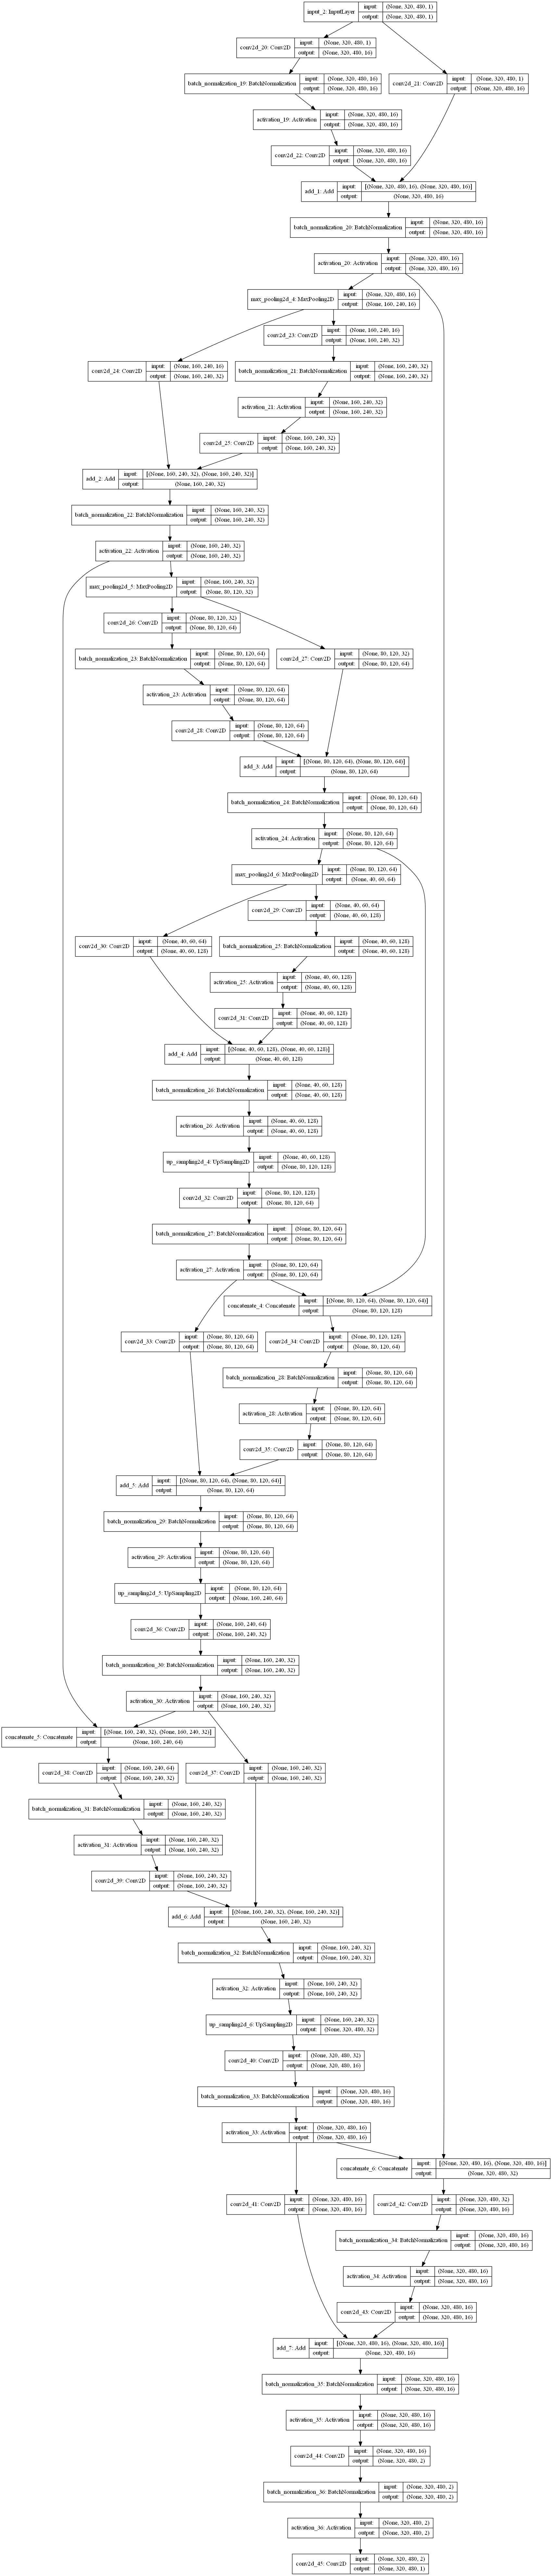 input_2: InputLayer
input:
(None, 320, 480, 1)
output:
(None, 320, 480, 1)
conv2d_20: Conv2D
input:
(None, 320, 480, 1)
output:
(None, 320, 480, 16)
batch_normalization_19: BatchNormalization
input:
(None, 320, 480, 16)
output:
(None, 320, 480, 16)
conv2d_21: Conv2D
input:
(None, 320, 480, 1)
output:
(None, 320, 480, 16)
activation_19: Activation
input:
(None, 320, 480, 16)
output:
(None, 320, 480, 16)
conv2d_22: Conv2D
input:
(None, 320, 480, 16)
output:
(None, 320, 480, 16)
add_1: Add
input:
[(None, 320, 480, 16), (None, 320, 480, 16)]
output:
(None, 320, 480, 16)
batch_normalization_20: BatchNormalization
input:
(None, 320, 480, 16)
output:
(None, 320, 480, 16)
activation_20: Activation
input:
(None, 320, 480, 16)
output:
(None, 320, 480, 16)
max_pooling2d_4: MaxPooling2D
input:
(None, 320, 480, 16)
output:
(None, 160, 240, 16)
conv2d_23: Conv2D
input:
(None, 160, 240, 16)
output:
(None, 160, 240, 32)
conv2d_24: Conv2D
input:
(None, 160, 240, 16)
output:
(None, 160, 240, 32)
batch_normalization_21: BatchNormalization
input:
(None, 160, 240, 32)
output:
(None, 160, 240, 32)
activation_21: Activation
input:
(None, 160, 240, 32)
output:
(None, 160, 240, 32)
conv2d_25: Conv2D
input:
(None, 160, 240, 32)
output:
(None, 160, 240, 32)
add_2: Add
input:
[(None, 160, 240, 32), (None, 160, 240, 32)]
output:
(None, 160, 240, 32)
batch_normalization_22: BatchNormalization
input:
(None, 160, 240, 32)
output:
(None, 160, 240, 32)
activation_22: Activation
input:
(None, 160, 240, 32)
output:
(None, 160, 240, 32)
max_pooling2d_5: MaxPooling2D
input:
(None, 160, 240, 32)
output:
(None, 80, 120, 32)
conv2d_26: Conv2D
input:
(None, 80, 120, 32)
output:
(None, 80, 120, 64)
batch_normalization_23: BatchNormalization
input:
(None, 80, 120, 64)
output:
(None, 80, 120, 64)
conv2d_27: Conv2D
input:
(None, 80, 120, 32)
output:
(None, 80, 120, 64)
activation_23: Activation
input:
(None, 80, 120, 64)
output:
(None, 80, 120, 64)
conv2d_28: Conv2D
input:
(None, 80, 120, 64)
output:
(None, 80, 120, 64)
add_3: Add
input:
[(None, 80, 120, 64), (None, 80, 120, 64)]
output:
(None, 80, 120, 64)
batch_normalization_24: BatchNormalization
input:
(None, 80, 120, 64)
output:
(None, 80, 120, 64)
activation_24: Activation
input:
(None, 80, 120, 64)
output:
(None, 80, 120, 64)
max_pooling2d_6: MaxPooling2D
input:
(None, 80, 120, 64)
output:
(None, 40, 60, 64)
conv2d_29: Conv2D
input:
(None, 40, 60, 64)
output:
(None, 40, 60, 128)
conv2d_30: Conv2D
input:
(None, 40, 60, 64)
output:
(None, 40, 60, 128)
batch_normalization_25: BatchNormalization
input:
(None, 40, 60, 128)
output:
(None, 40, 60, 128)
activation_25: Activation
input:
(None, 40, 60, 128)
output:
(None, 40, 60, 128)
conv2d_31: Conv2D
input:
(None, 40, 60, 128)
output:
(None, 40, 60, 128)
add_4: Add
input:
[(None, 40, 60, 128), (None, 40, 60, 128)]
output:
(None, 40, 60, 128)
batch_normalization_26: BatchNormalization
input:
(None, 40, 60, 128)
output:
(None, 40, 60, 128)
activation_26: Activation
input:
(None, 40, 60, 128)
output:
(None, 40, 60, 128)
up_sampling2d_4: UpSampling2D
input:
(None, 40, 60, 128)
output:
(None, 80, 120, 128)
conv2d_32: Conv2D
input:
(None, 80, 120, 128)
output:
(None, 80, 120, 64)
batch_normalization_27: BatchNormalization
input:
(None, 80, 120, 64)
output:
(None, 80, 120, 64)
activation_27: Activation
input:
(None, 80, 120, 64)
output:
(None, 80, 120, 64)
concatenate_4: Concatenate
input:
[(None, 80, 120, 64), (None, 80, 120, 64)]
output:
(None, 80, 120, 128)
conv2d_33: Conv2D
input:
(None, 80, 120, 64)
output:
(None, 80, 120, 64)
conv2d_34: Conv2D
input:
(None, 80, 120, 128)
output:
(None, 80, 120, 64)
batch_normalization_28: BatchNormalization
input:
(None, 80, 120, 64)
output:
(None, 80, 120, 64)
activation_28: Activation
input:
(None, 80, 120, 64)
output:
(None, 80, 120, 64)
conv2d_35: Conv2D
input:
(None, 80, 120, 64)
output:
(None, 80, 120, 64)
add_5: Add
input:
[(None, 80, 120, 64), (None, 80, 120, 64)]
output:
(None, 80, 120, 64)
batch_normalization_29: BatchNormalization
input:
(None, 80, 120, 64)
output:
(None, 80, 120, 64)
activation_29: Activation
input:
(None, 80, 120, 64)
output:
(None, 80, 120, 64)
up_sampling2d_5: UpSampling2D
input:
(None, 80, 120, 64)
output:
(None, 160, 240, 64)
conv2d_36: Conv2D
input:
(None, 160, 240, 64)
output:
(None, 160, 240, 32)
batch_normalization_30: BatchNormalization
input:
(None, 160, 240, 32)
output:
(None, 160, 240, 32)
activation_30: Activation
input:
(None, 160, 240, 32)
output:
(None, 160, 240, 32)
concatenate_5: Concatenate
input:
[(None, 160, 240, 32), (None, 160, 240, 32)]
output:
(None, 160, 240, 64)
conv2d_38: Conv2D
input:
(None, 160, 240, 64)
output:
(None, 160, 240, 32)
conv2d_37: Conv2D
input:
(None, 160, 240, 32)
output:
(None, 160, 240, 32)
batch_normalization_31: BatchNormalization
input:
(None, 160, 240, 32)
output:
(None, 160, 240, 32)
activation_31: Activation
input:
(None, 160, 240, 32)
output:
(None, 160, 240, 32)
conv2d_39: Conv2D
input:
(None, 160, 240, 32)
output:
(None, 160, 240, 32)
add_6: Add
input:
[(None, 160, 240, 32), (None, 160, 240, 32)]
output:
(None, 160, 240, 32)
batch_normalization_32: BatchNormalization
input:
(None, 160, 240, 32)
output:
(None, 160, 240, 32)
activation_32: Activation
input:
(None, 160, 240, 32)
output:
(None, 160, 240, 32)
up_sampling2d_6: UpSampling2D
input:
(None, 160, 240, 32)
output:
(None, 320, 480, 32)
conv2d_40: Conv2D
input:
(None, 320, 480, 32)
output:
(None, 320, 480, 16)
batch_normalization_33: BatchNormalization
input:
(None, 320, 480, 16)
output:
(None, 320, 480, 16)
activation_33: Activation
input:
(None, 320, 480, 16)
output:
(None, 320, 480, 16)
concatenate_6: Concatenate
input:
[(None, 320, 480, 16), (None, 320, 480, 16)]
output:
(None, 320, 480, 32)
conv2d_41: Conv2D
input:
(None, 320, 480, 16)
output:
(None, 320, 480, 16)
conv2d_42: Conv2D
input:
(None, 320, 480, 32)
output:
(None, 320, 480, 16)
batch_normalization_34: BatchNormalization
input:
(None, 320, 480, 16)
output:
(None, 320, 480, 16)
activation_34: Activation
input:
(None, 320, 480, 16)
output:
(None, 320, 480, 16)
conv2d_43: Conv2D
input:
(None, 320, 480, 16)
output:
(None, 320, 480, 16)
add_7: Add
input:
[(None, 320, 480, 16), (None, 320, 480, 16)]
output:
(None, 320, 480, 16)
batch_normalization_35: BatchNormalization
input:
(None, 320, 480, 16)
output:
(None, 320, 480, 16)
activation_35: Activation
input:
(None, 320, 480, 16)
output:
(None, 320, 480, 16)
conv2d_44: Conv2D
input:
(None, 320, 480, 16)
output:
(None, 320, 480, 2)
batch_normalization_36: BatchNormalization
input:
(None, 320, 480, 2)
output:
(None, 320, 480, 2)
activation_36: Activation
input:
(None, 320, 480, 2)
output:
(None, 320, 480, 2)
conv2d_45: Conv2D
input:
(None, 320, 480, 2)
output:
(None, 320, 480, 1)